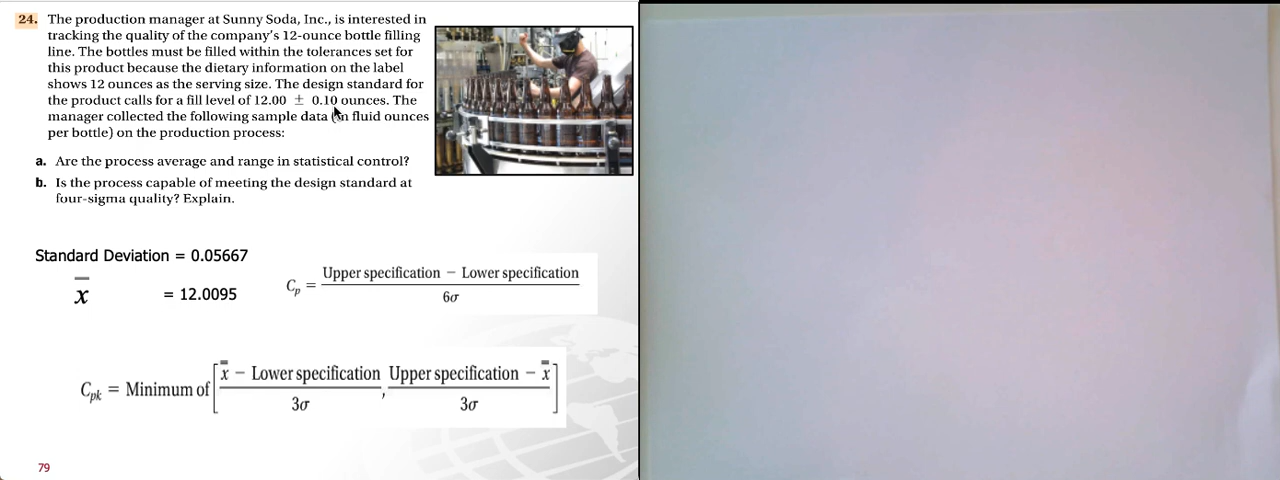 24. The production manager at Sunny Soda, Inc., is interested in
tracking the quality of the company's 12-ounce bottle filling
line. The bottles must be filled within the tolerances set for
this product because the dietary information on the label
shows 12 ounces as the serving size. The design standard for
the product calls for a fill level of 12.00 ± 0.10 ounces. The
manager collected the following sample data (in fluid ounces
per bottle) on the production process:
a. Are the process average and range in statistical control?
b. Is the process capable of meeting the design standard at
four-sigma quality? Explain.
Standard Deviation = 0.05667
x̅ = 12.0095
Cp = Upper specification − Lower specification / 6σ
Cpk = Minimum of [x̿ − Lower specification / 3σ, Upper specification − x̿ / 3σ]
79